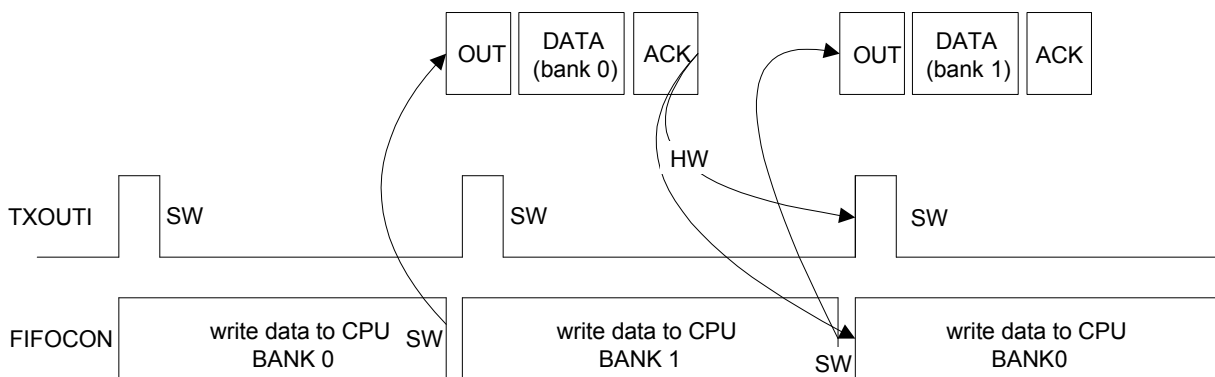 OUT
DATA
(bank 0)
ACK
OUT
DATA
(bank 1)
ACK
HW
TXOUTI
SW
SW
SW
FIFOCON
write data to CPU
BANK 0
SW
write data to CPU
BANK 1
SW
write data to CPU
BANK0